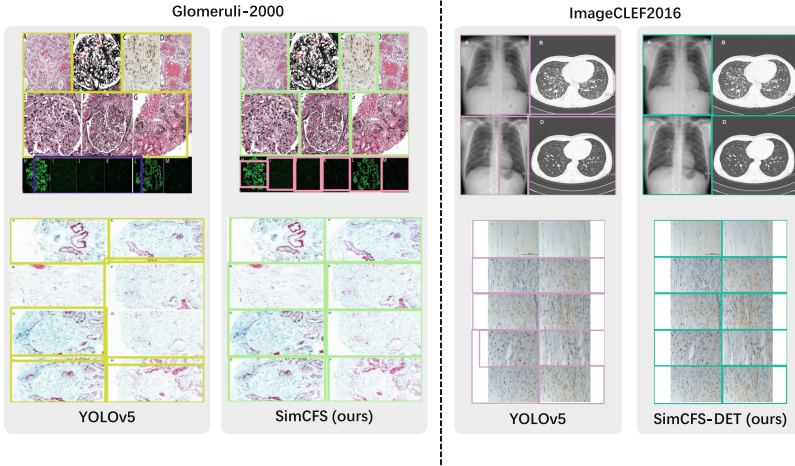 Glomeruli-2000
ImageCLEF2016
A B C D
E F G
H J K L M
A B C D
E F G
A B
D
A B
D
YOLOv5
SimCFS (ours)
YOLOv5
SimCFS-DET (ours)